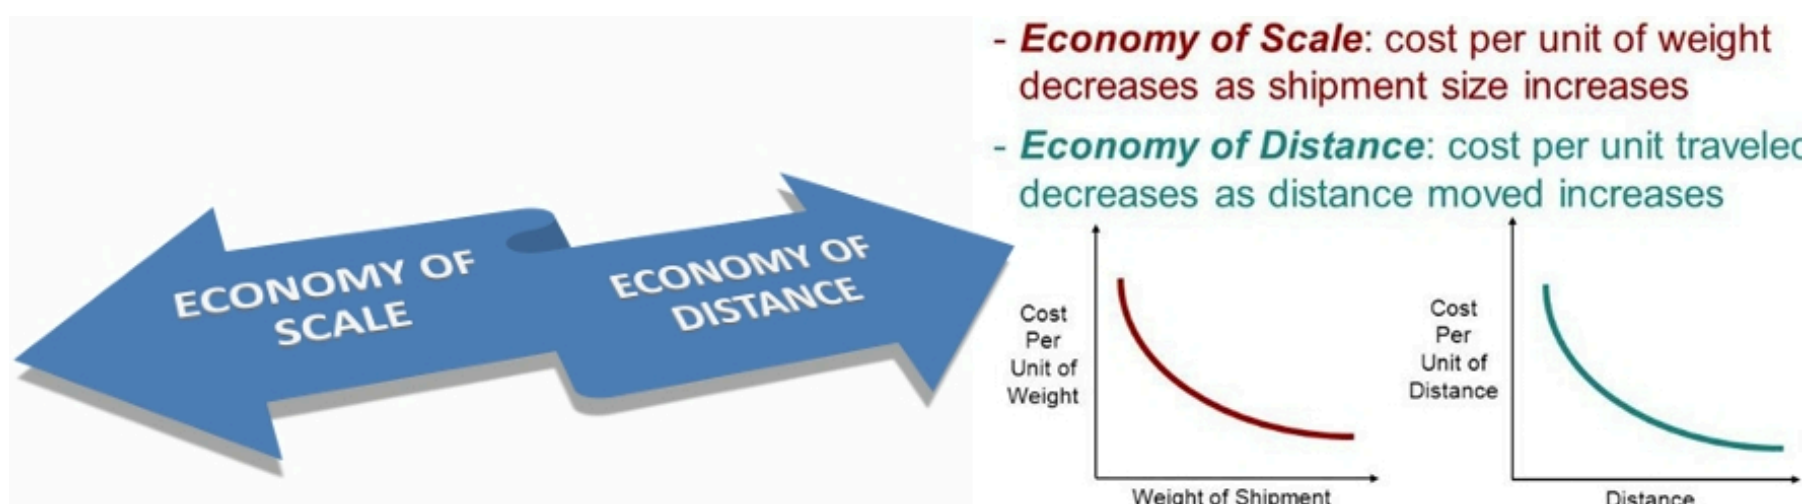 ECONOMY OF
SCALE
ECONOMY OF
DISTANCE
- Economy of Scale: cost per unit of weight
decreases as shipment size increases
- Economy of Distance: cost per unit traveled
decreases as distance moved increases
Cost
Per
Unit of
Weight
Weight of Shipment
Cost
Per
Unit of
Distance
Distance